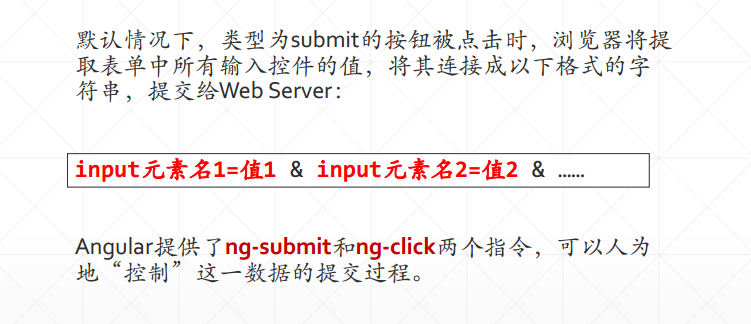 默认情况下，类型为submit的按钮被点击时，浏览器将提
取表单中所有输入控件的值，将其连接成以下格式的字
符串，提交给Web Server：
input元素名1=值1 & input元素名2=值2 & ……
Angular提供了ng-submit和ng-click两个指令，可以人为
地“控制”这一数据的提交过程。